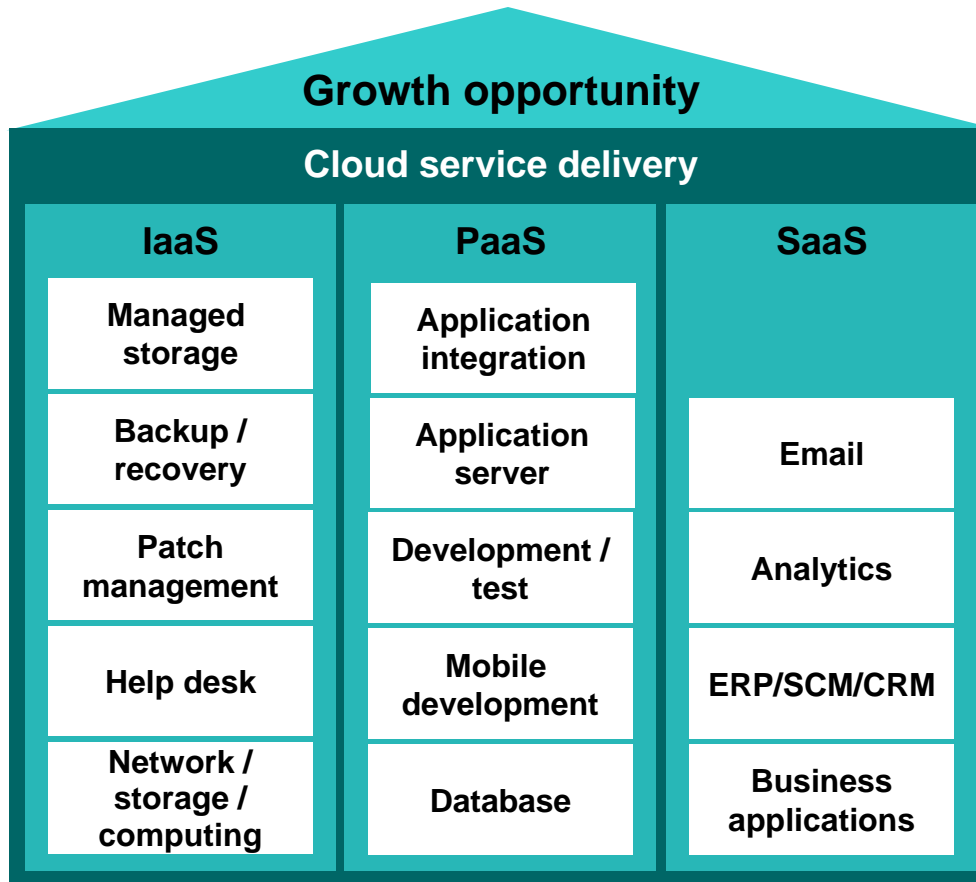 Growth opportunity
Cloud service delivery
IaaS
Managed
storage
Backup /
recovery
Patch
management
Help desk
Network /
storage /
computing
PaaS
Application
integration
Application
server
Development /
test
Mobile
development
Database
SaaS
Email
Analytics
ERP/SCM/CRM
Business
applications